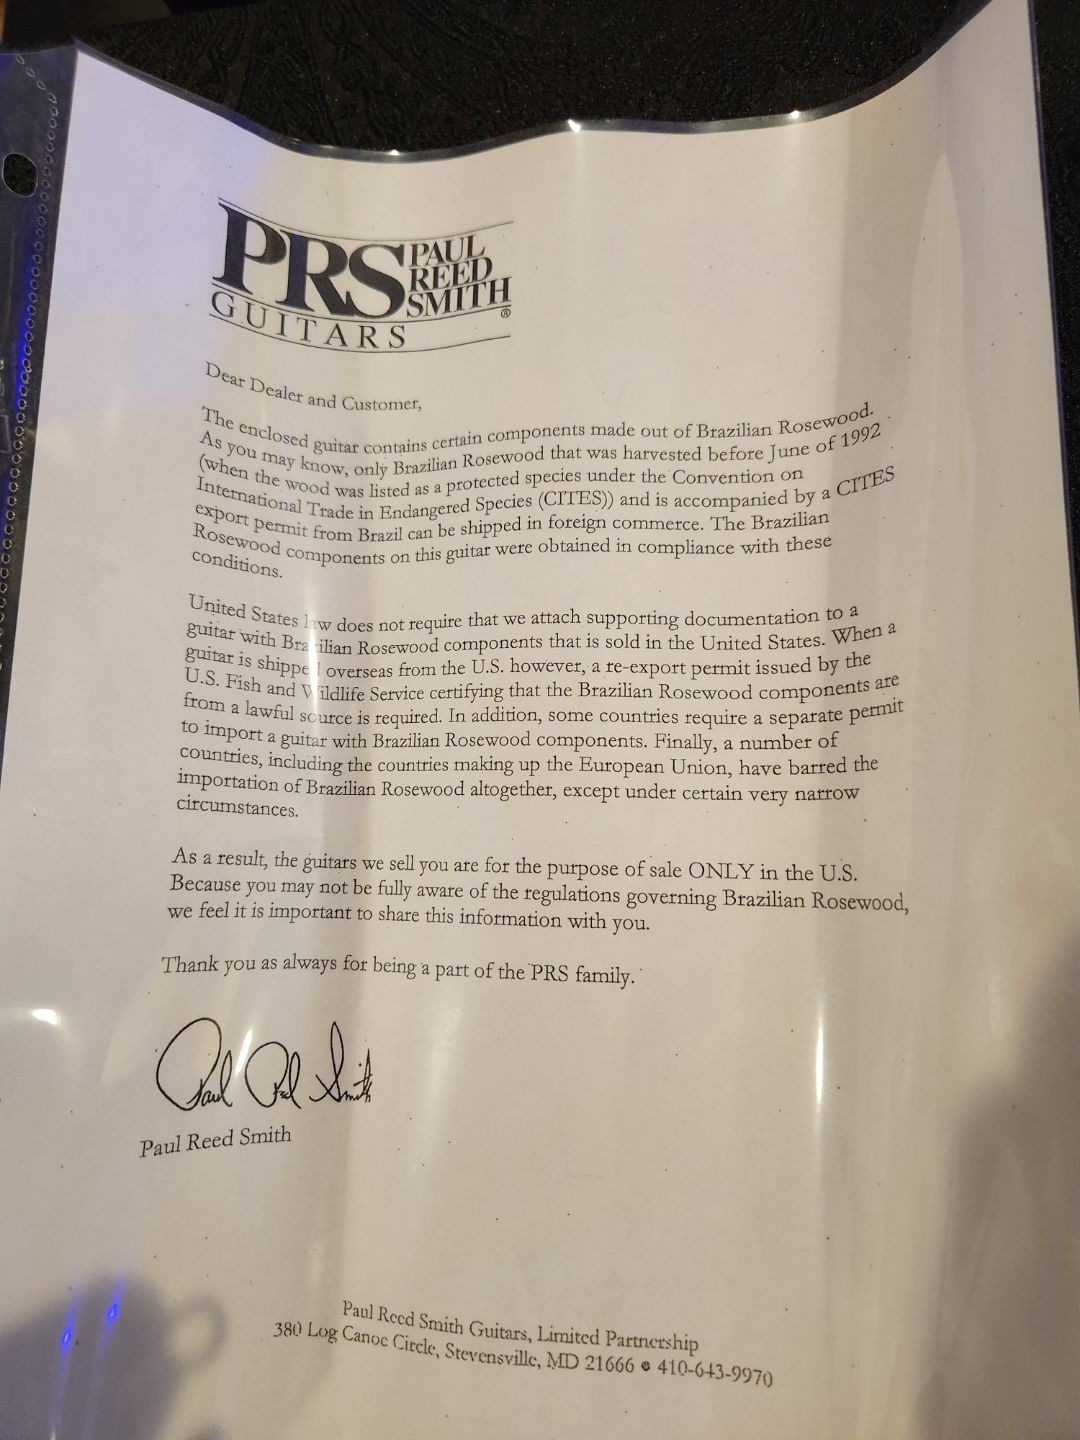 PRS PAUL
REED
SMITH®
GUITARS
Dear Dealer and Customer,
The enclosed guitar contains certain components made out of Brazilian Rosewood.
As you may know, only Brazilian Rosewood that was harvested before June of 1992
(when the wood was listed as a protected species under the Convention on
International Trade in Endangered Species (CITES)) and is accompanied by a CITES
export permit from Brazil can be shipped in foreign commerce. The Brazilian
Rosewood components on this guitar were obtained in compliance with these
conditions.
United States law does not require that we attach supporting documentation to a
guitar with Brazilian Rosewood components that is sold in the United States. When a
guitar is shipped overseas from the U.S. however, a re-export permit issued by the
U.S. Fish and Wildlife Service certifying that the Brazilian Rosewood components are
from a lawful source is required. In addition, some countries require a separate permit
to import a guitar with Brazilian Rosewood components. Finally, a number of
countries, including the countries making up the European Union, have barred the
importation of Brazilian Rosewood altogether, except under certain very narrow
circumstances.
As a result, the guitars we sell you are for the purpose of sale ONLY in the U.S.
Because you may not be fully aware of the regulations governing Brazilian Rosewood,
we feel it is important to share this information with you.
Thank you as always for being a part of the PRS family.
Paul Reed Smith
Paul Reed Smith
Paul Reed Smith Guitars, Limited Partnership
380 Log Canoe Circle, Stevensville, MD 21666 • 410-643-9970